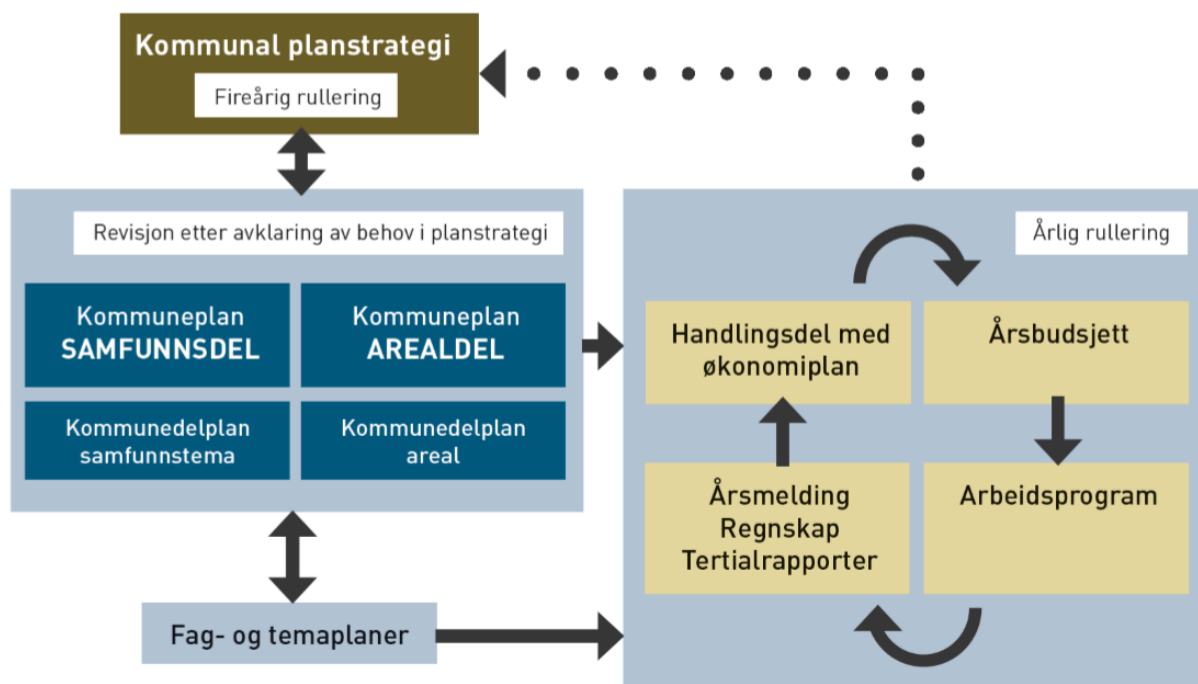 Kommunal planstrategi
Fireårig rullering
Revisjon etter avklaring av behov i planstrategi
Kommuneplan
SAMFUNNSDEL
Kommuneplan
AREALDEL
Kommunedelplan
samfunnstema
Kommunedelplan
areal
Fag- og temaplaner
Årlig rullering
Handlingsdel med
økonomiplan
Årsbudsjett
Årsmelding
Regnskap
Tertialrapporter
Arbeidsprogram